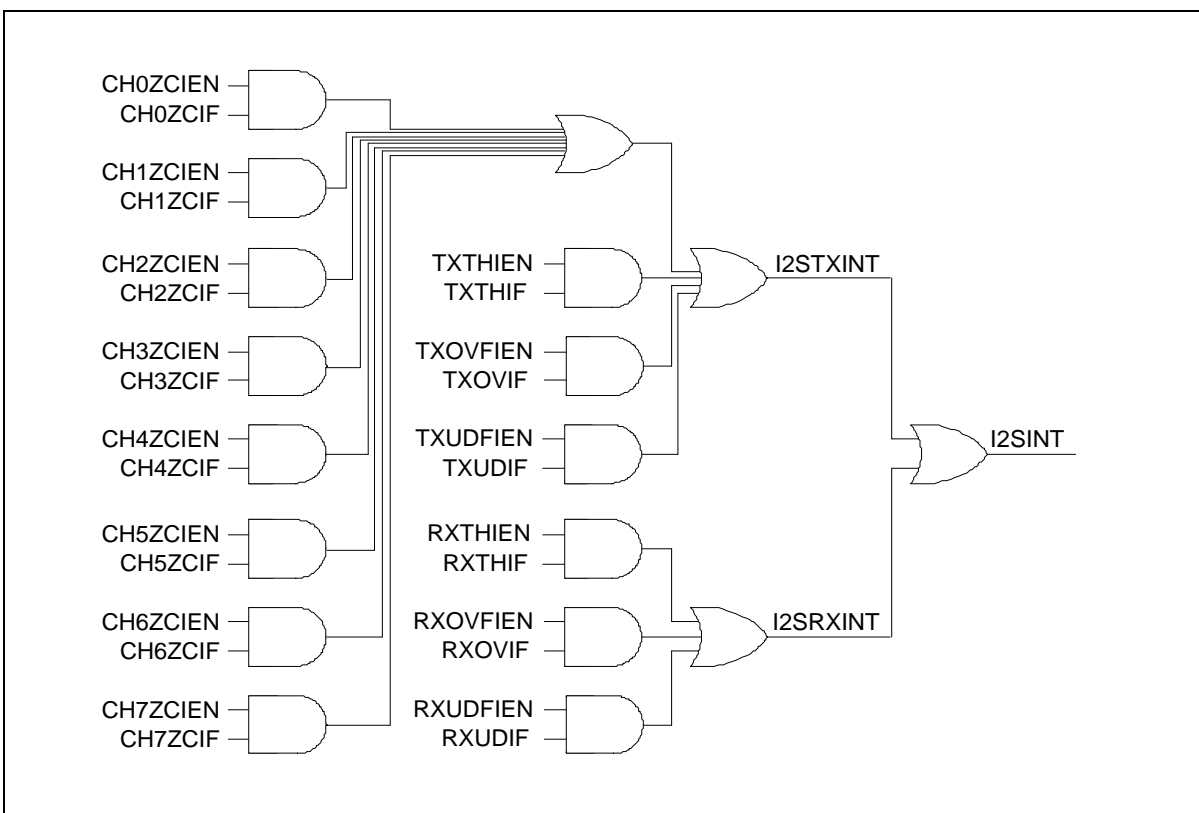 CH0ZCIEN
CH0ZCIF
CH1ZCIEN
CH1ZCIF
CH2ZCIEN
CH2ZCIF
CH3ZCIEN
CH3ZCIF
CH4ZCIEN
CH4ZCIF
CH5ZCIEN
CH5ZCIF
CH6ZCIEN
CH6ZCIF
CH7ZCIEN
CH7ZCIF
TXTHIEN
TXTHIF
TXOVFIEN
TXOVIF
TXUDFIEN
TXUDIF
RXTHIEN
RXTHIF
RXOVFIEN
RXOVIF
RXUDFIEN
RXUDIF
I2STXINT
I2SRXINT
I2SINT